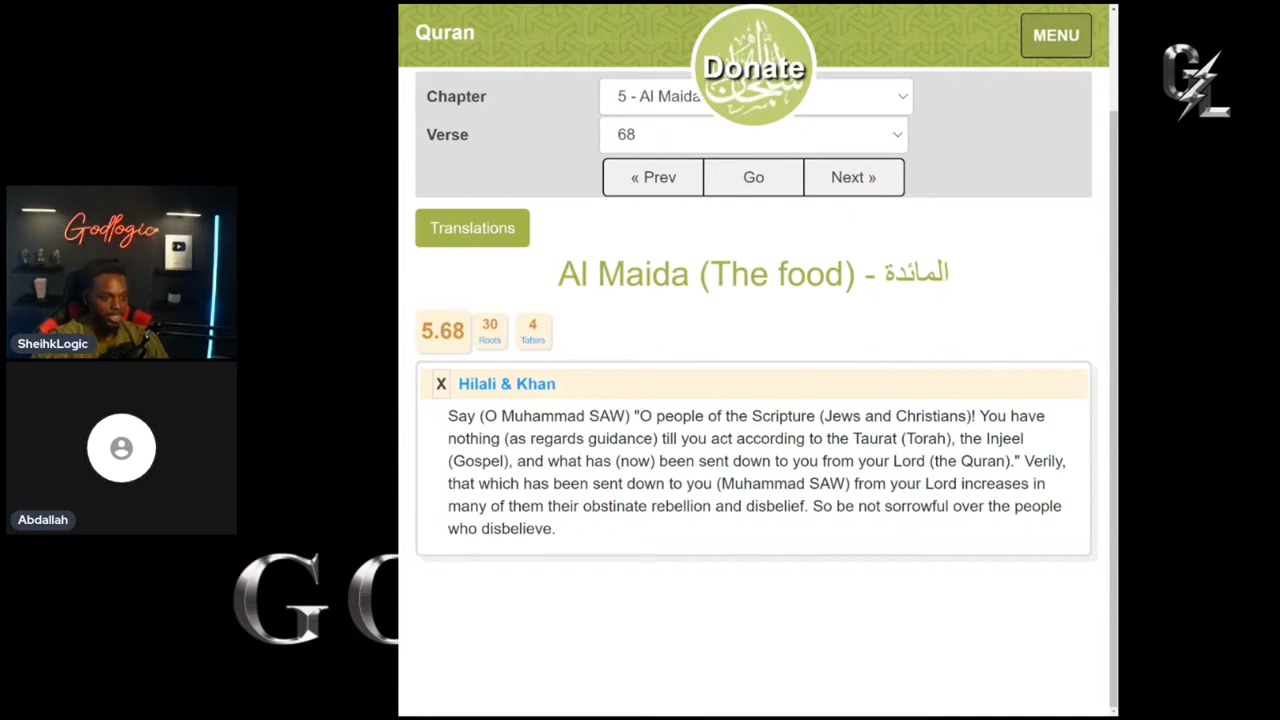 Quran
Donate
MENU
Chapter
5 - Al Maida
Verse
68
« Prev
Go
Next »
Translations
Al Maida (The food) - المائدة
5.68
30
Roots
4
Tafsirs
X Hilali & Khan
Say (O Muhammad SAW) "O people of the Scripture (Jews and Christians)! You have
nothing (as regards guidance) till you act according to the Taurat (Torah), the Injeel
(Gospel), and what has (now) been sent down to you from your Lord (the Quran)." Verily,
that which has been sent down to you (Muhammad SAW) from your Lord increases in
many of them their obstinate rebellion and disbelief. So be not sorrowful over the people
who disbelieve.
Godlogic
SheihkLogic
Abdallah
GO
GL